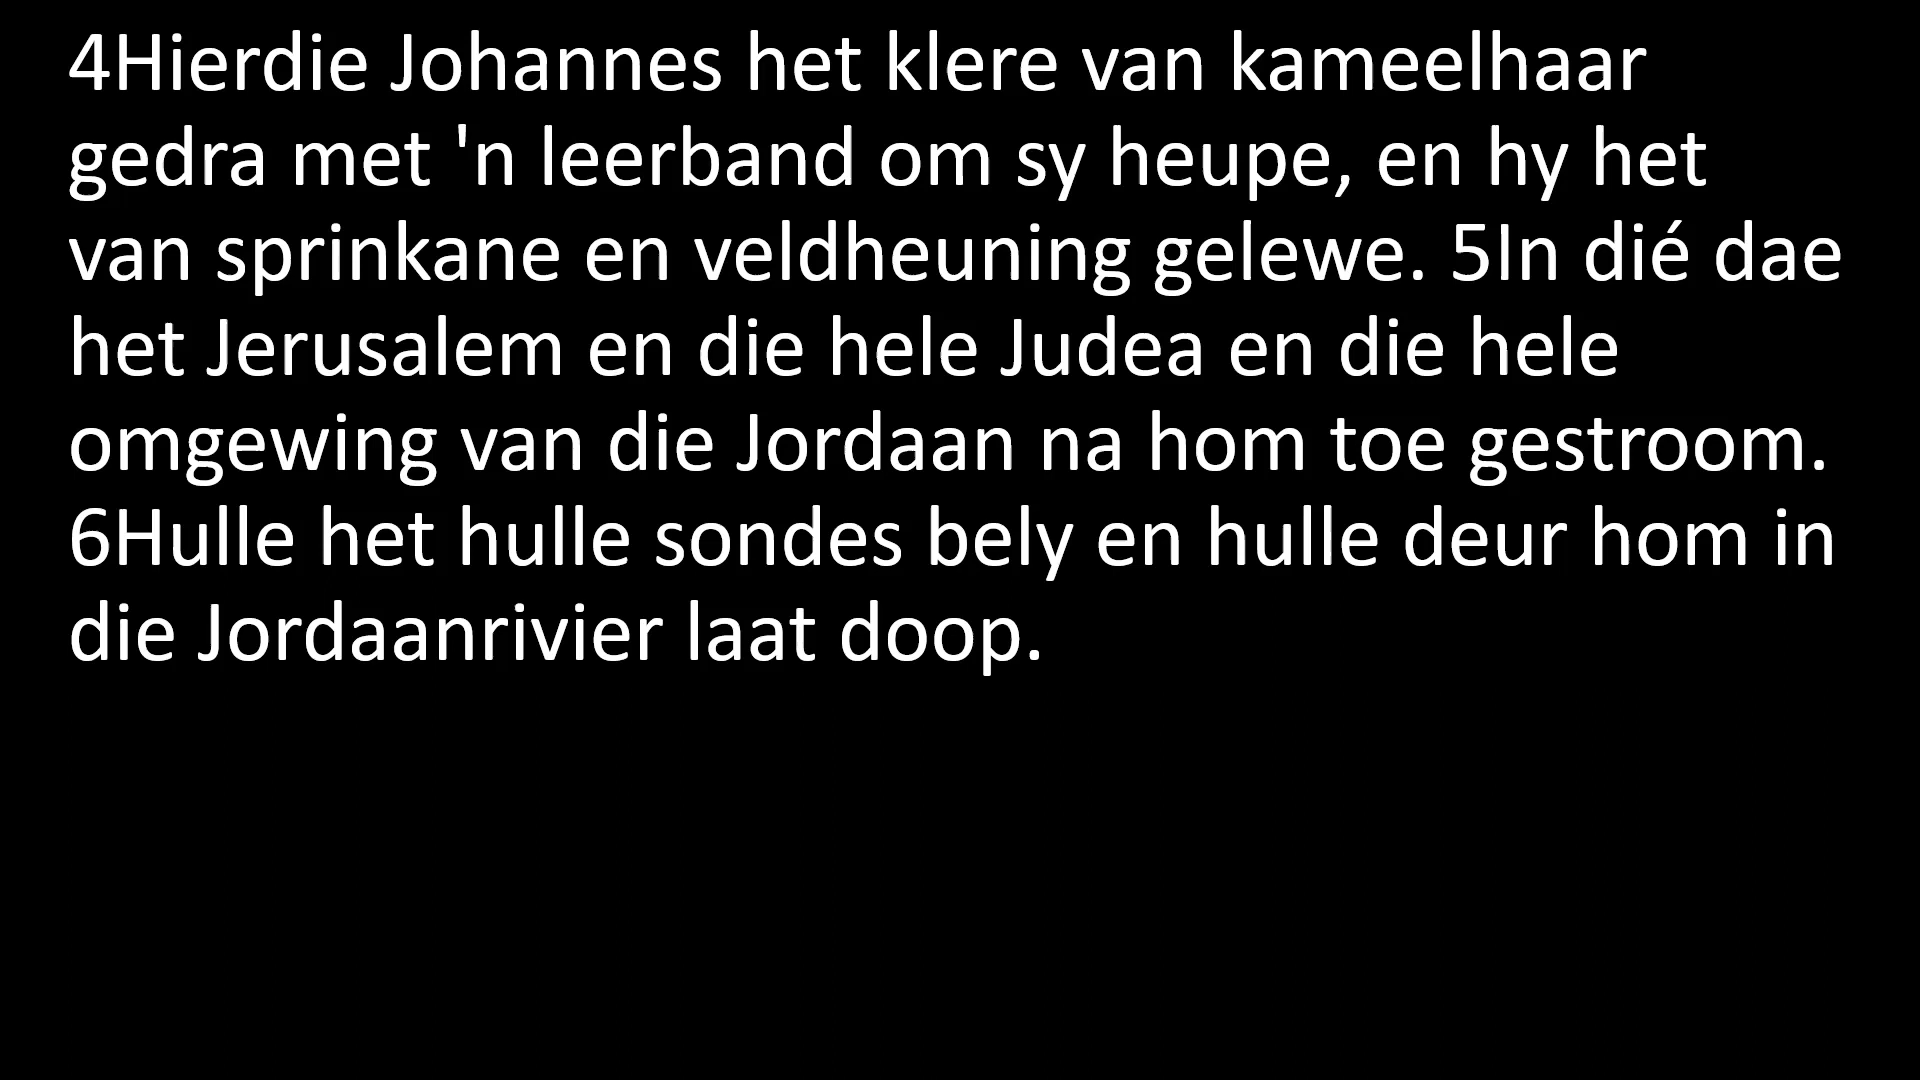 4Hierdie Johannes het klere van kameelhaar
gedra met 'n leerband om sy heupe, en hy het
van sprinkane en veldheuning gelewe. 5In dié dae
het Jerusalem en die hele Judea en die hele
omgewing van die Jordaan na hom toe gestroom.
6Hulle het hulle sondes bely en hulle deur hom in
die Jordaanrivier laat doop.